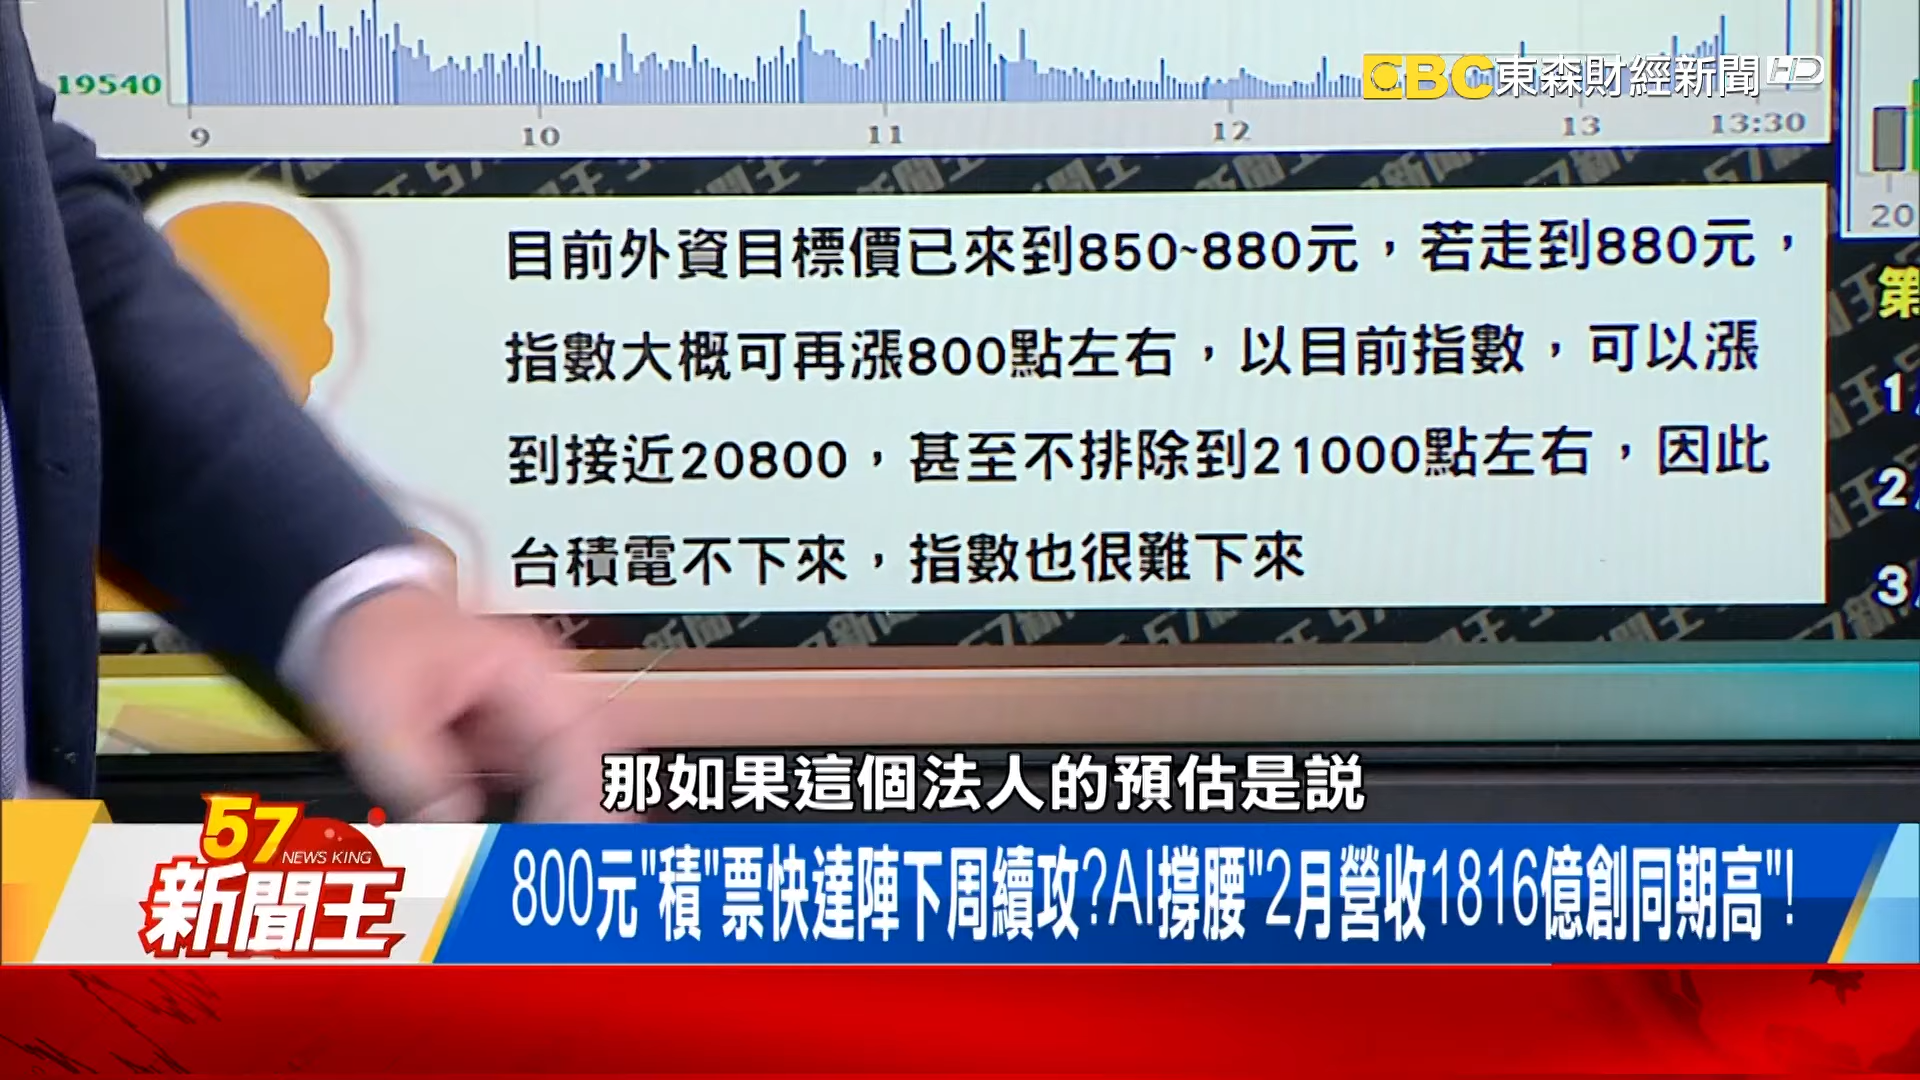 19540
9 10 11 12 13 13:30
EBC 東森財經新聞 HD
20
目前外資目標價已來到850~880元，若走到880元，
指數大概可再漲800點左右，以目前指數，可以漲
到接近20800，甚至不排除到21000點左右，因此
台積電不下來，指數也很難下來
第
1
2
3
那如果這個法人的預估是說
57 NEWS KING
新聞王
800元"積"票快達陣下周續攻?AI撐腰"2月營收1816億創同期高"!